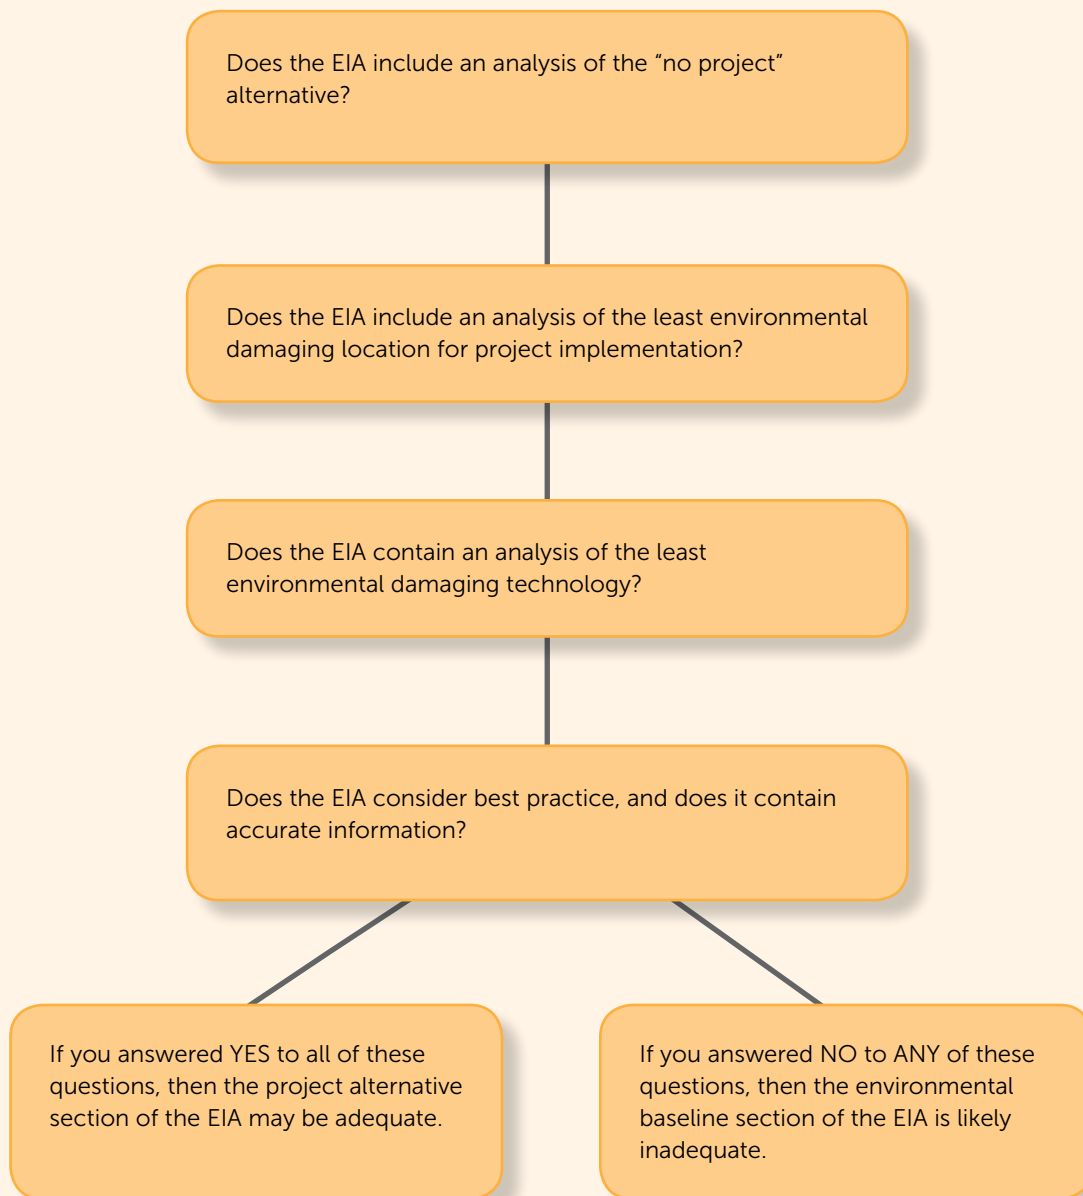 Does the EIA include an analysis of the “no project”
alternative?
Does the EIA include an analysis of the least environmental
damaging location for project implementation?
Does the EIA contain an analysis of the least
environmental damaging technology?
Does the EIA consider best practice, and does it contain
accurate information?
If you answered YES to all of these
questions, then the project alternative
section of the EIA may be adequate.
If you answered NO to ANY of these
questions, then the environmental
baseline section of the EIA is likely
inadequate.